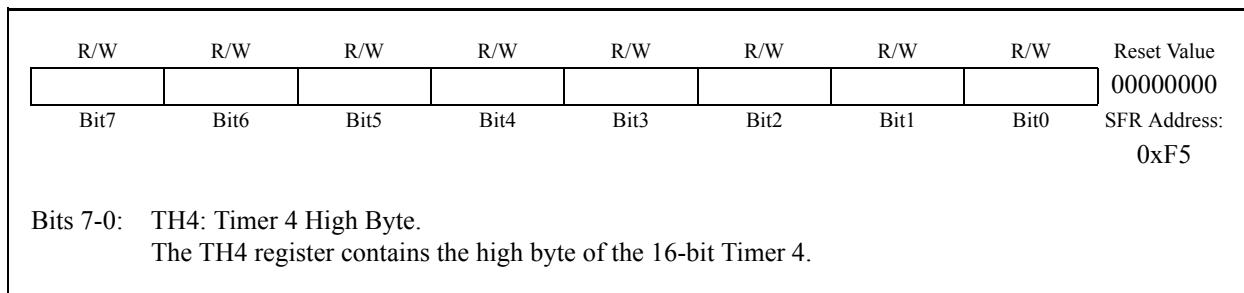 R/W R/W R/W R/W R/W R/W R/W R/W Reset Value
00000000
Bit7 Bit6 Bit5 Bit4 Bit3 Bit2 Bit1 Bit0 SFR Address:
0xF5
Bits 7-0: TH4: Timer 4 High Byte.
The TH4 register contains the high byte of the 16-bit Timer 4.